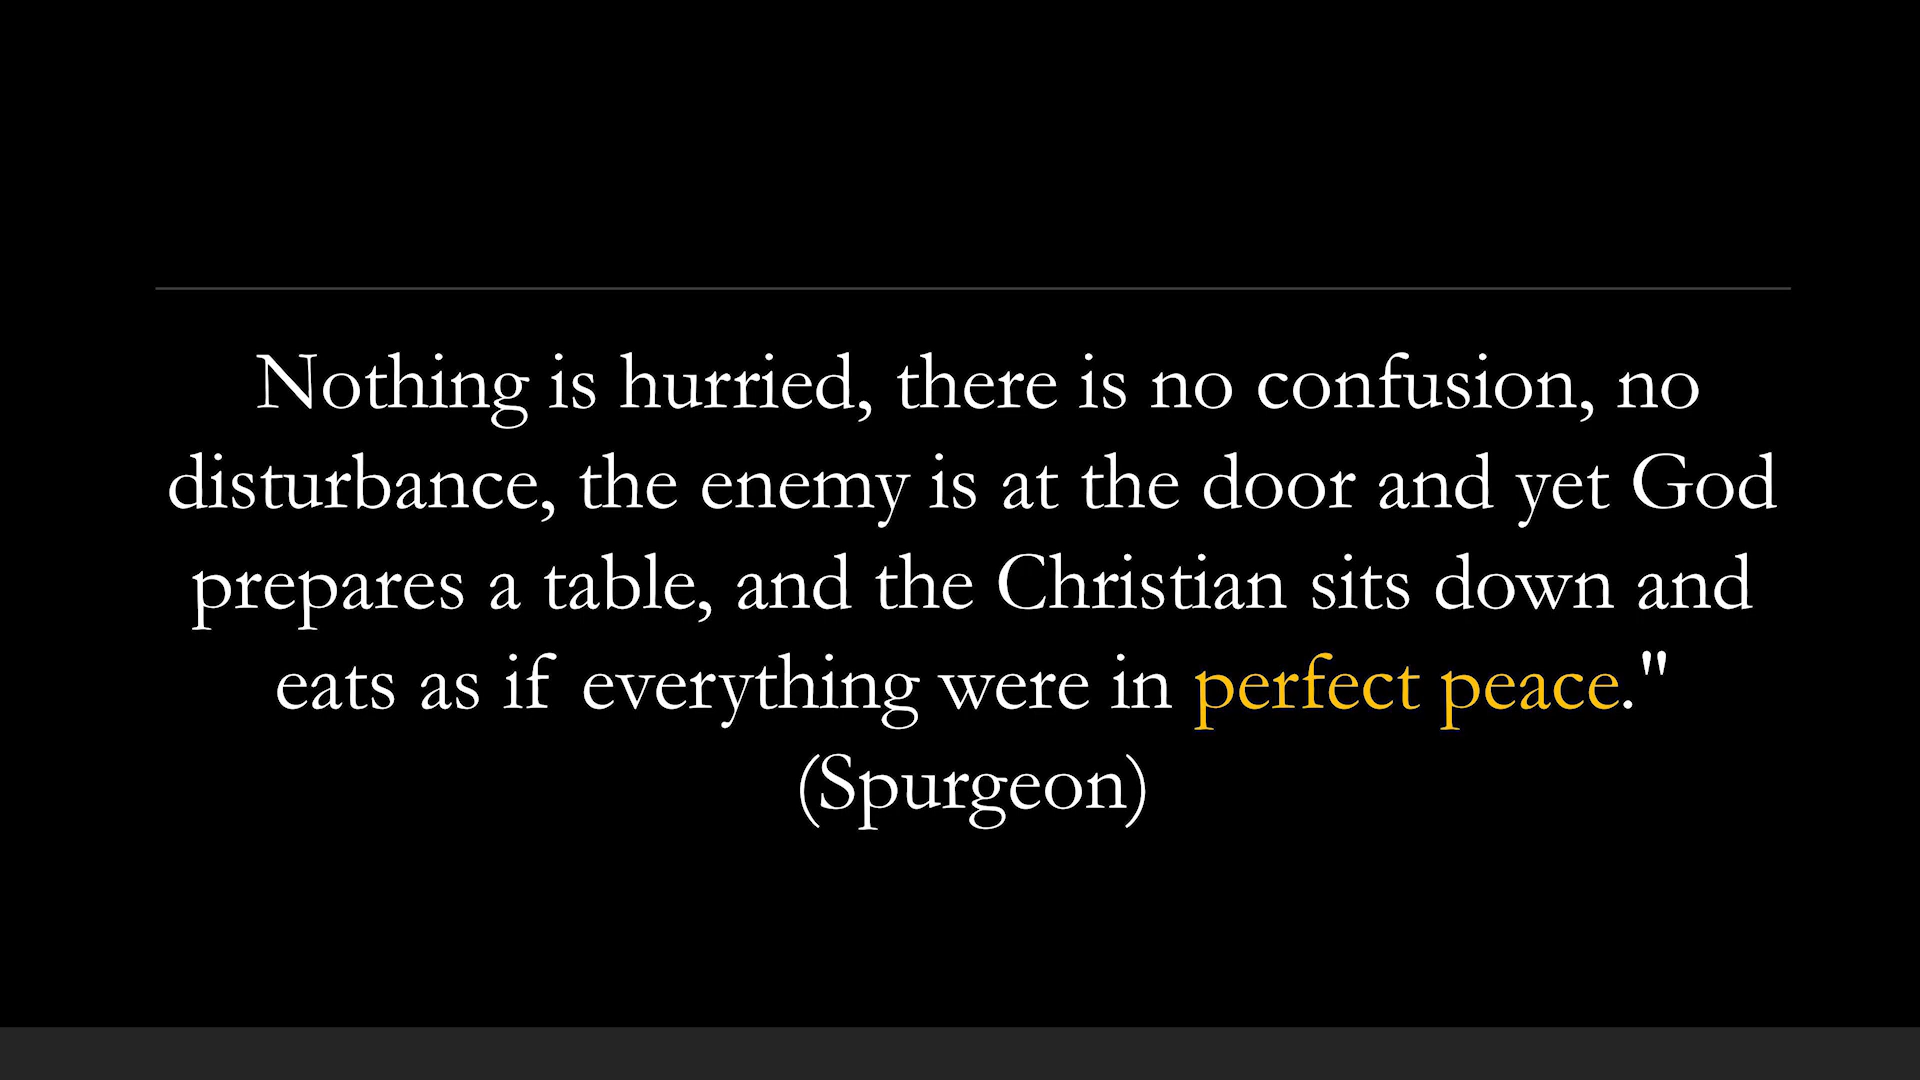 Nothing is hurried, there is no confusion, no
disturbance, the enemy is at the door and yet God
prepares a table, and the Christian sits down and
eats as if everything were in perfect peace."
(Spurgeon)